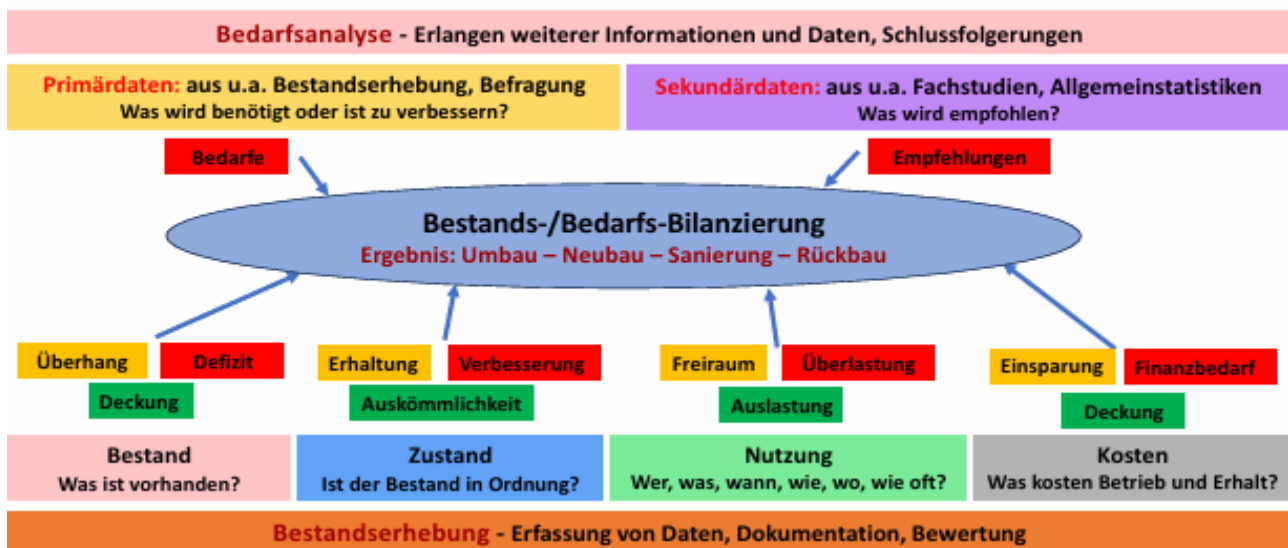 Bedarfsanalyse - Erlangen weiterer Informationen und Daten, Schlussfolgerungen
Primärdaten: aus u.a. Bestandserhebung, Befragung
Was wird benötigt oder ist zu verbessern?
Sekundärdaten: aus u.a. Fachstudien, Allgemeinstatistiken
Was wird empfohlen?
Bedarfe
Empfehlungen
Bestands-/Bedarfs-Bilanzierung
Ergebnis: Umbau – Neubau – Sanierung – Rückbau
Überhang
Defizit
Deckung
Erhaltung
Verbesserung
Auskömmlichkeit
Freiraum
Überlastung
Auslastung
Einsparung
Finanzbedarf
Deckung
Bestand
Was ist vorhanden?
Zustand
Ist der Bestand in Ordnung?
Nutzung
Wer, was, wann, wie, wo, wie oft?
Kosten
Was kosten Betrieb und Erhalt?
Bestandserhebung - Erfassung von Daten, Dokumentation, Bewertung